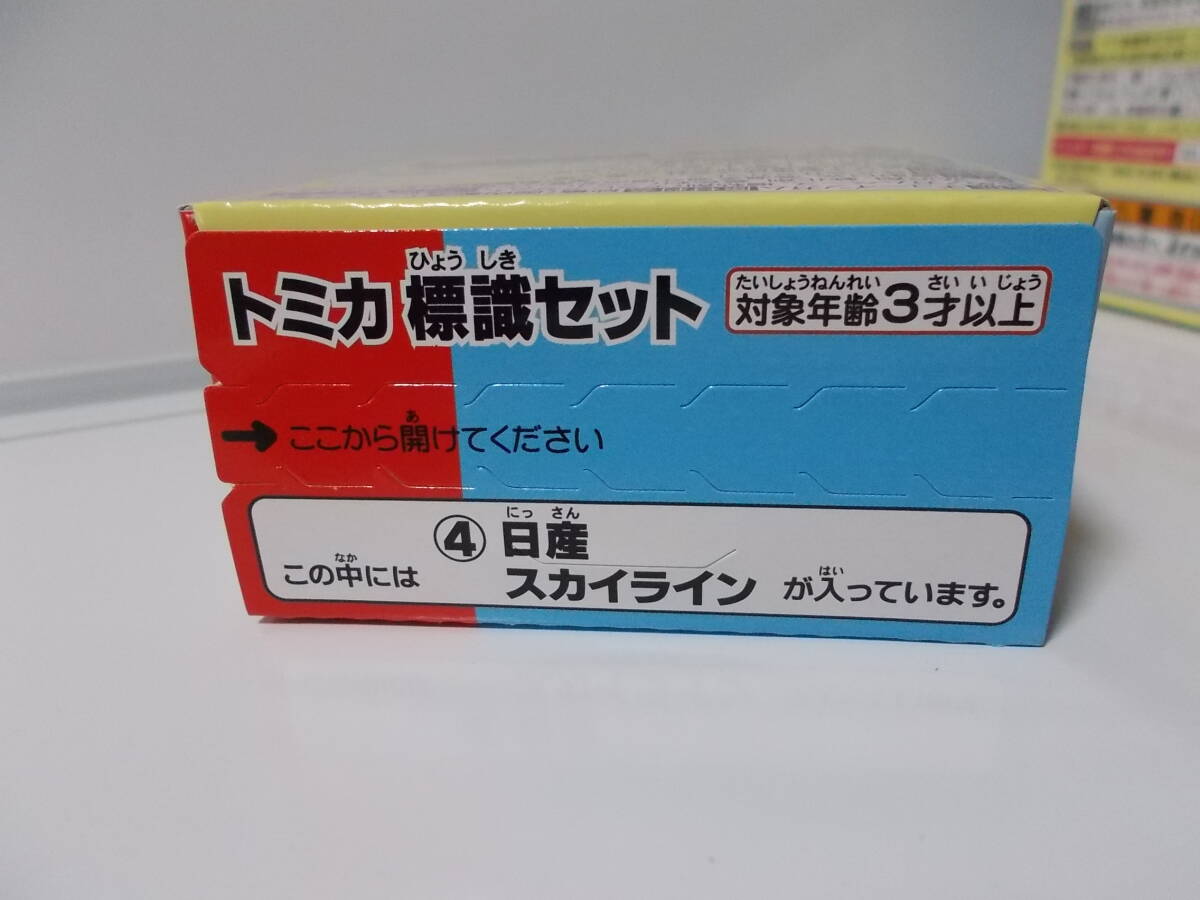 ひょう しき
トミカ 標識セット
たいしょうねんれい さい い じょう
対象年齢3才以上
あ
→ ここから開けてください
にっ さん
④ 日産
なか はい
この中には スカイライン が入っています。